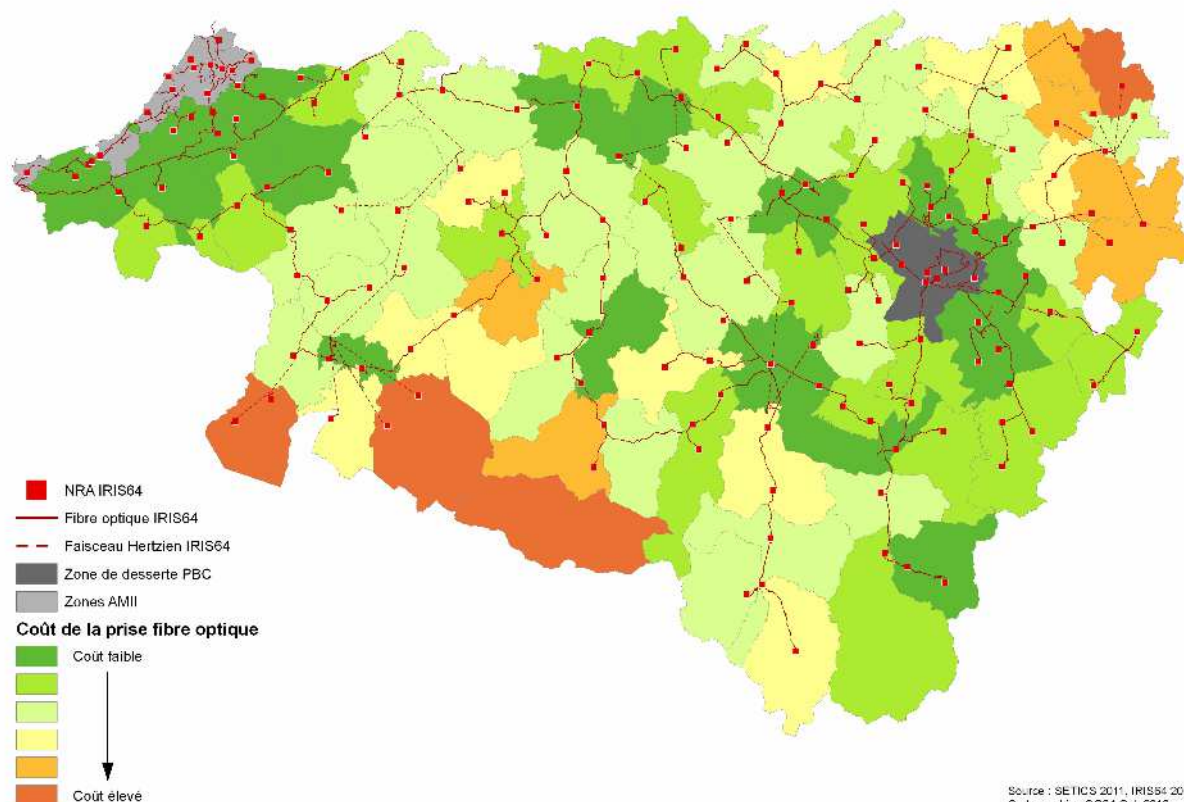 NRA IRIS64
Fibre optique IRIS64
Faisceau Hertzien IRIS64
Zone de desserte PBC
Zones AMII
Coût de la prise fibre optique
Coût faible
Coût élevé
Source : SETICS 2011, IRIS64 20